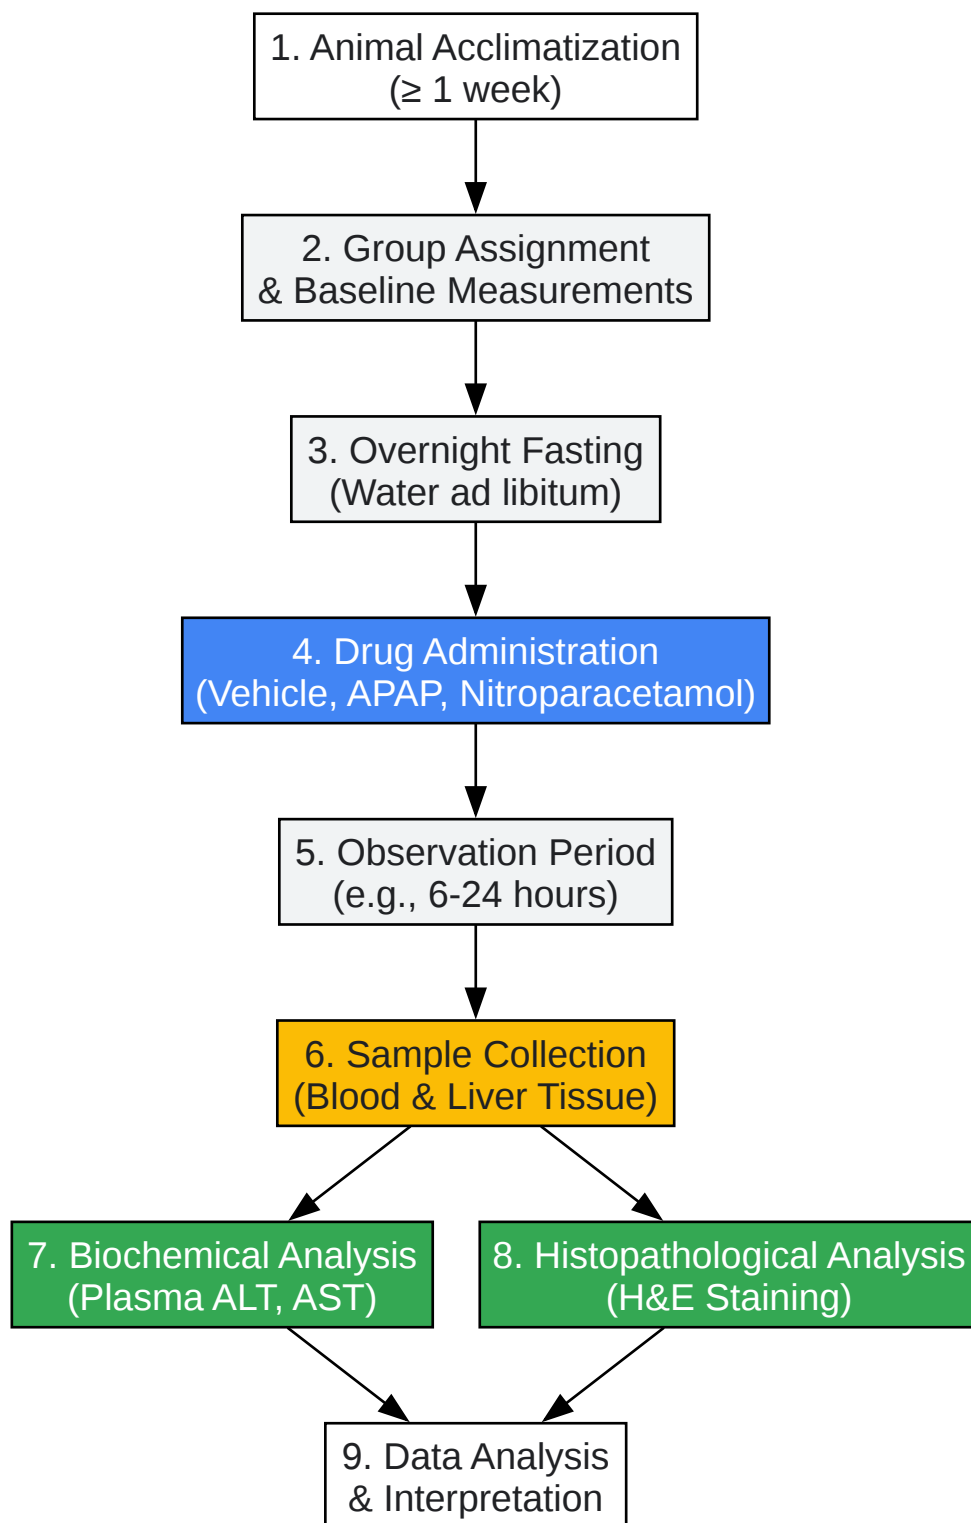 1. Animal Acclimatization
(≥ 1 week)
2. Group Assignment
& Baseline Measurements
3. Overnight Fasting
(Water ad libitum)
4. Drug Administration
(Vehicle, APAP, Nitroparacetamol)
5. Observation Period
(e.g., 6-24 hours)
6. Sample Collection
(Blood & Liver Tissue)
7. Biochemical Analysis
(Plasma ALT, AST)
8. Histopathological Analysis
(H&E Staining)
9. Data Analysis
& Interpretation